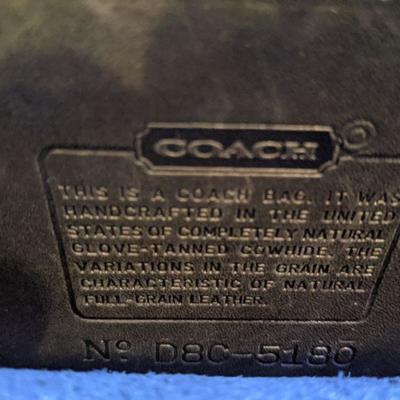 COACH®
THIS IS A COACH BAG. IT WAS
HANDCRAFTED IN THE UNITED
STATES OF COMPLETELY NATURAL
GLOVE-TANNED COWHIDE. THE
VARIATIONS IN THE GRAIN ARE
CHARACTERISTIC OF NATURAL
FULL-GRAIN LEATHER.
Nº D8C-5180